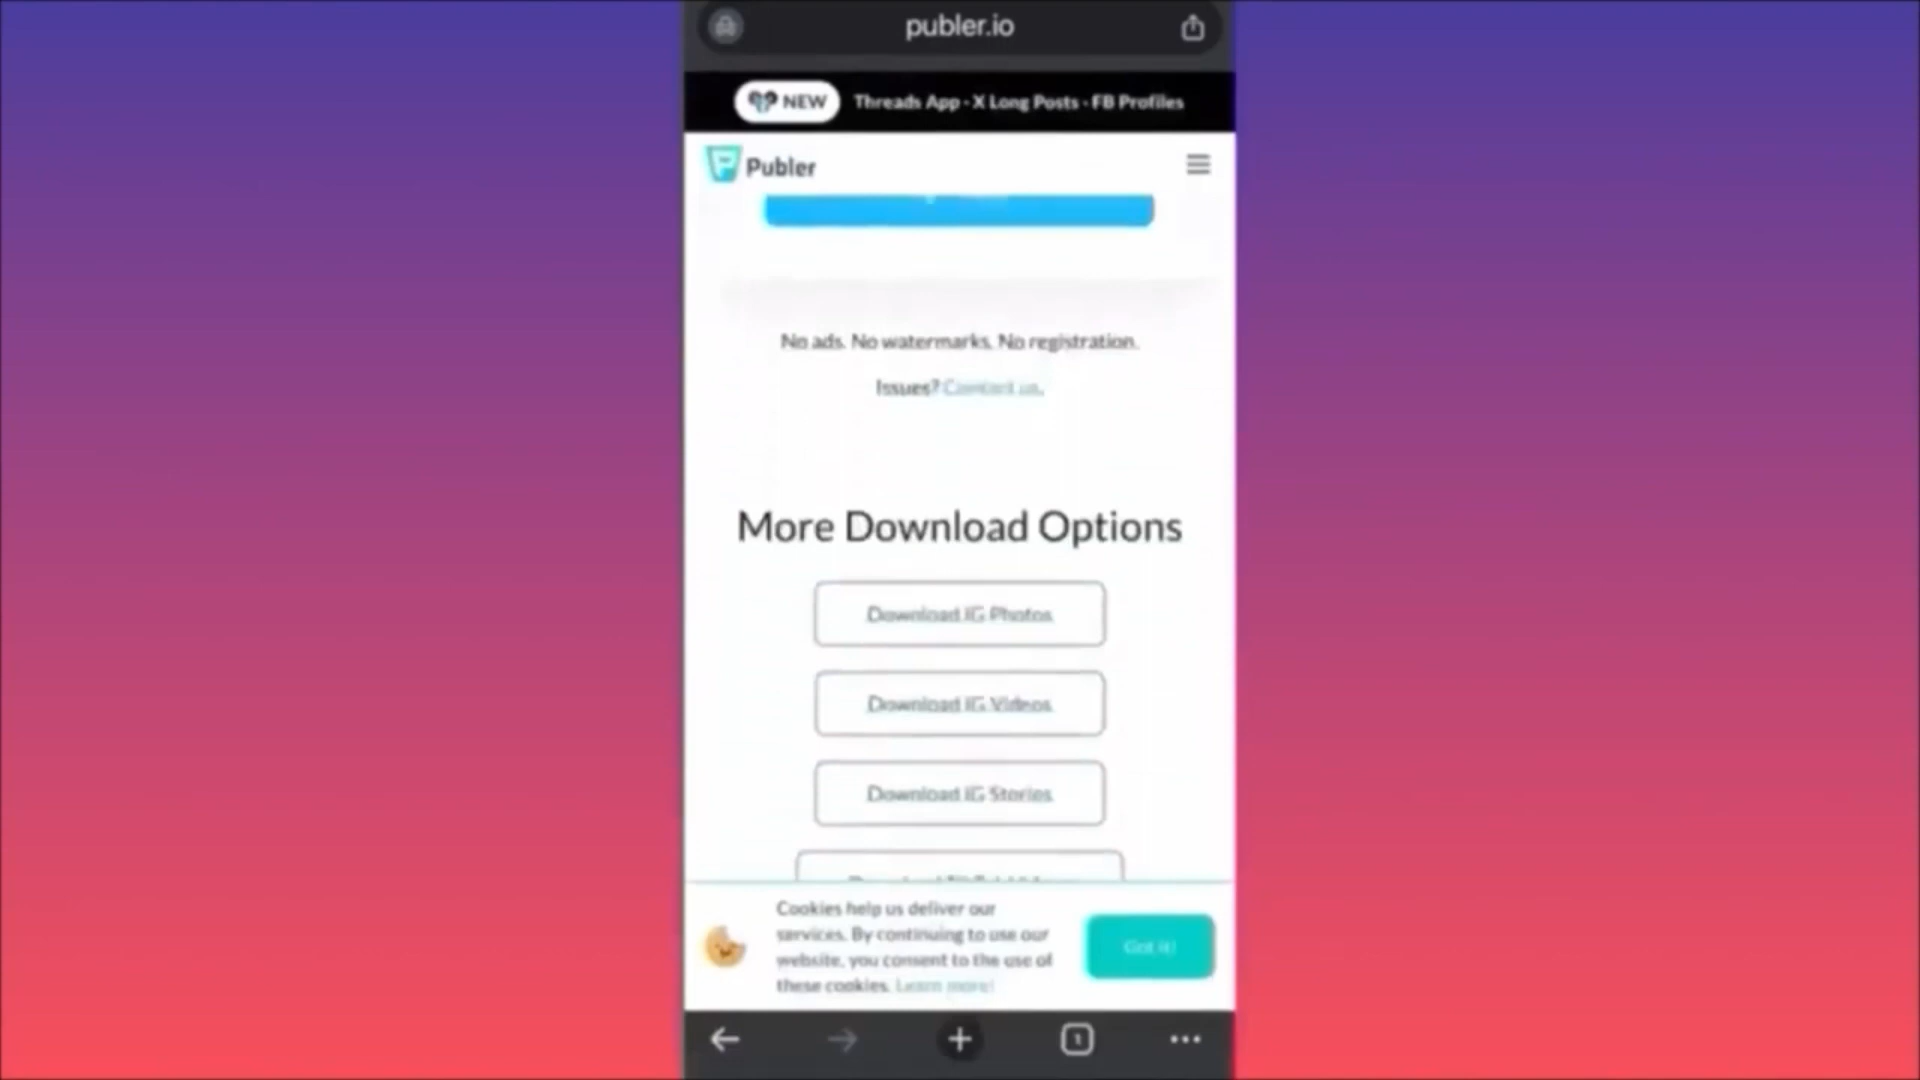 publer.io
NEW Threads App - X Long Posts - FB Profiles
Publer
No ads. No watermarks. No registration.
Issues? Contact us.
More Download Options
Download IG Photos
Download IG Videos
Download IG Stories
Cookies help us deliver our
services. By continuing to use our
website, you consent to the use of
these cookies. Learn more!
Got it!
1